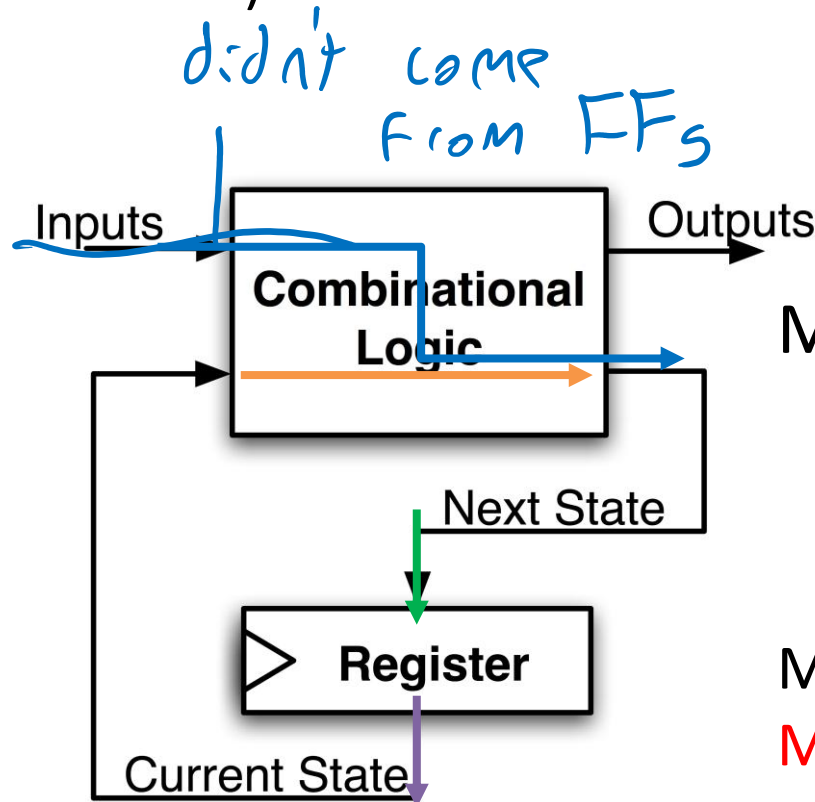 didn't come
from FFs
Inputs
Outputs
Combinational
Logic
M
Next State
Register
M
M
Current State